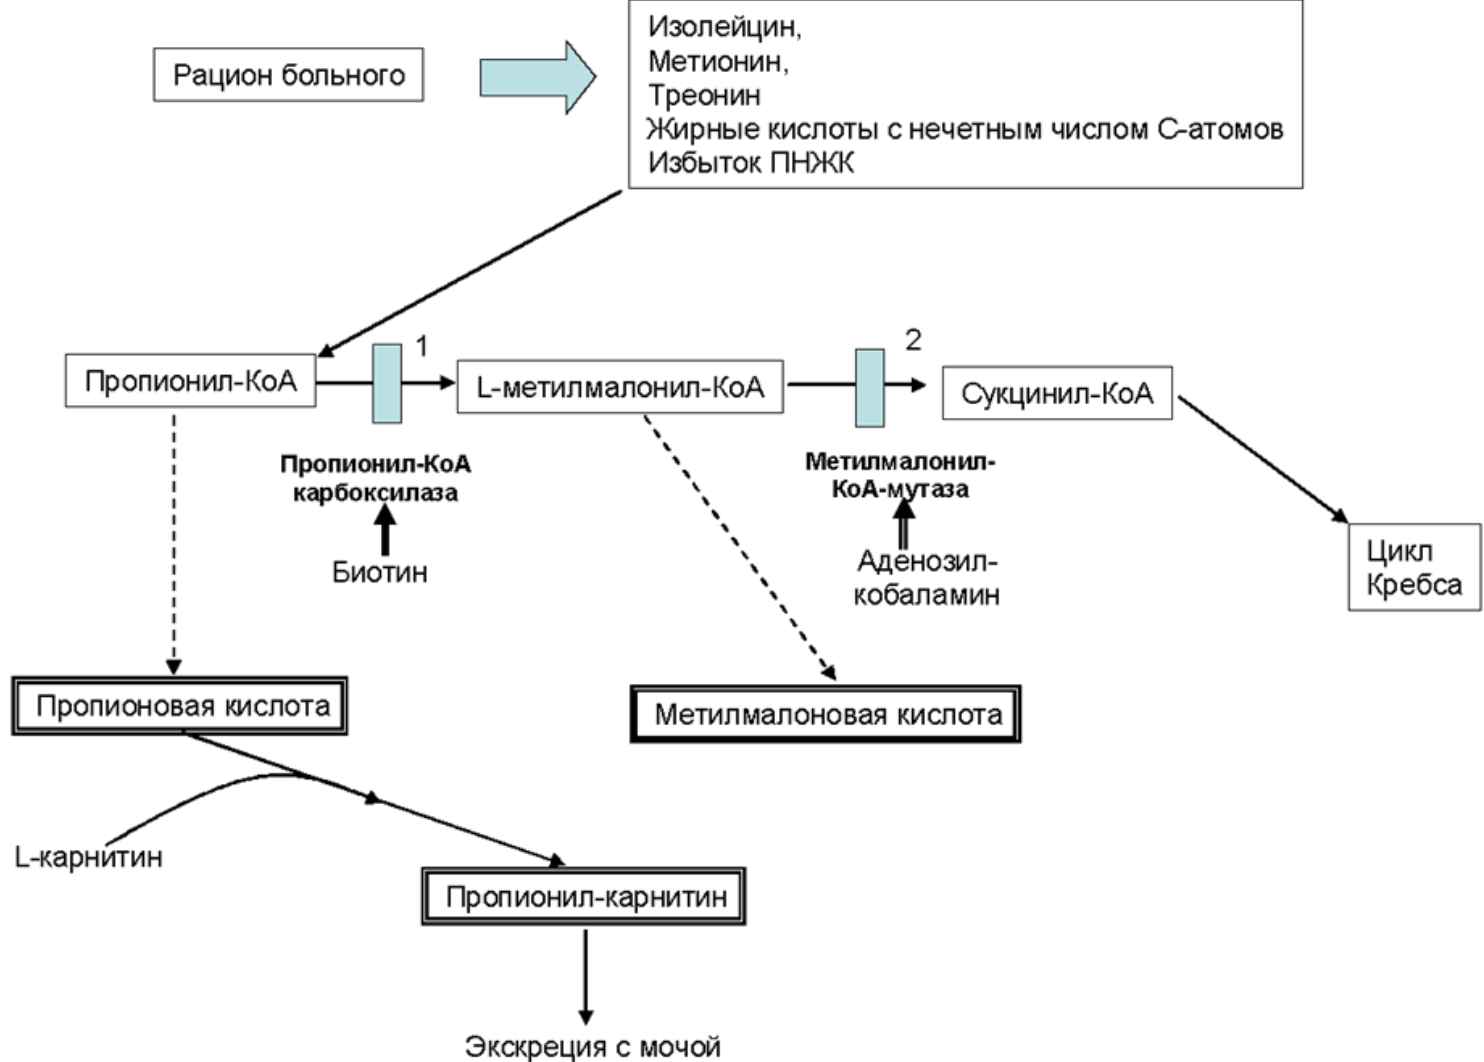 Рацион больного
Изолейцин,
Метионин,
Треонин
Жирные кислоты с нечетным числом С-атомов
Избыток ПНЖК
1
2
Пропионил-КоА
L-метилмалонил-КоА
Сукцинил-КоА
Пропионил-КоА
карбоксилаза
Биотин
Метилмалонил-
КоА-мутаза
Аденозил-
кобаламин
Цикл
Кребса
Пропионовая кислота
Метилмалоновая кислота
L-карнитин
Пропионил-карнитин
Экскреция с мочой